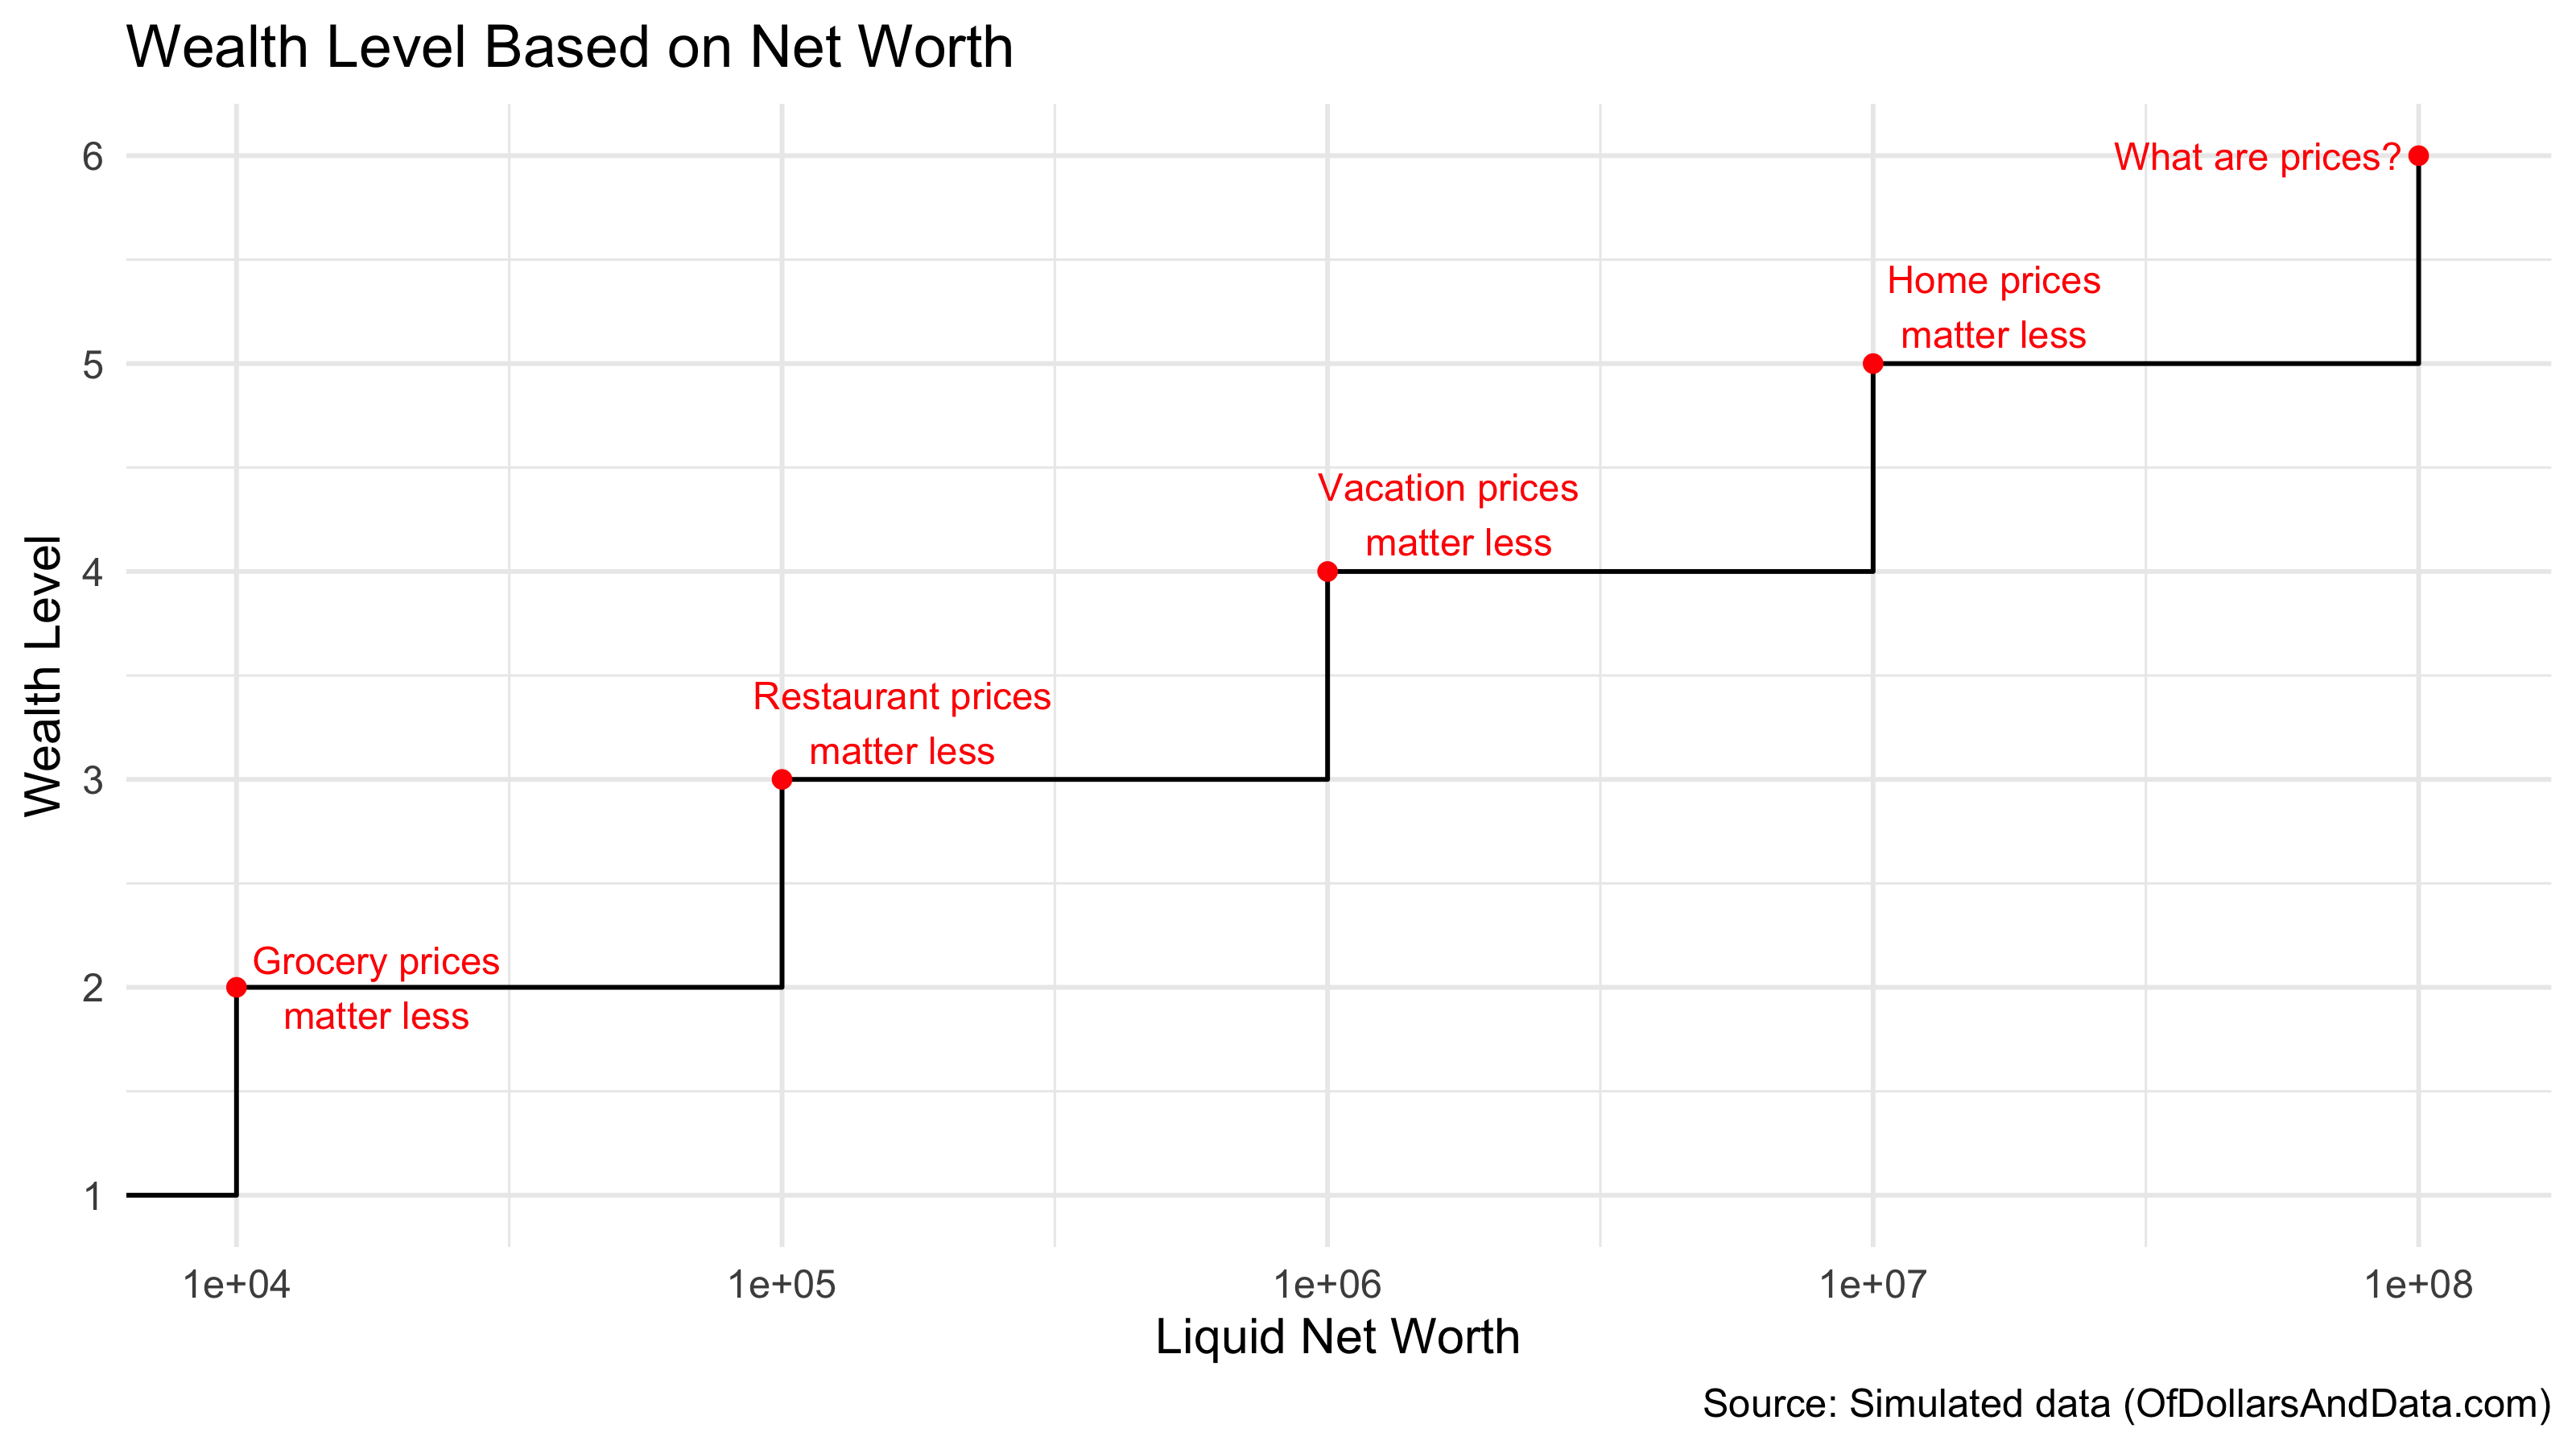 Wealth Level Based on Net Worth
6
What are prices?
Home prices
matter less
5
Vacation prices
matter less
4
Restaurant prices
matter less
3
Grocery prices
matter less
2
1
Wealth Level
1e+04 1e+05 1e+06 1e+07 1e+08
Liquid Net Worth
Source: Simulated data (OfDollarsAndData.com)